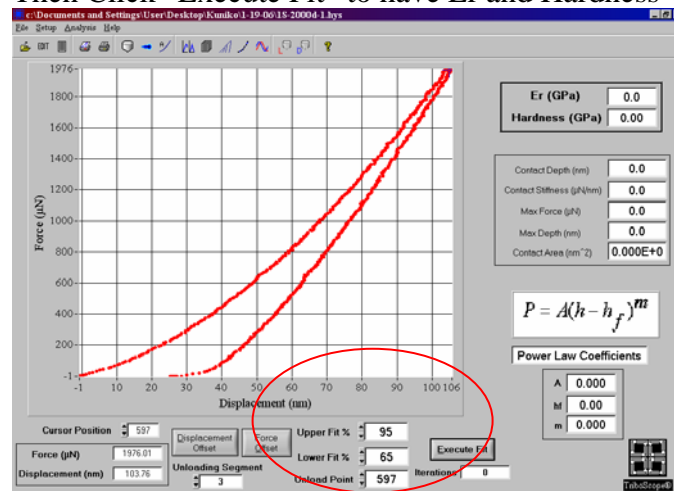 Then Click "Execute Fit" to have Er and Hardness
c:\Documents and Settings\User\Desktop\Kuniko\1-19-06\1S-2000d-1.hys
File Setup Analysis Help
EDIT
Er (GPa) 0.0
Hardness (GPa) 0.00
Contact Depth (nm) 0.0
Contact Stiffness (µN/nm) 0.0
Max Force (µN) 0.0
Max Depth (nm) 0.0
Contact Area (nm^2) 0.000E+0
P = A(h - h_f)^m
Power Law Coefficients
A 0.000
hf 0.00
m 0.000
Force (µN)
1976
1800
1600
1400
1200
1000
800
600
400
200
-1
-1 10 20 30 40 50 60 70 80 90 100 106
Displacement (nm)
Cursor Position 597
Force (µN) 1976.01
Displacement (nm) 103.76
Displacement Offset
Force Offset
Unloading Segment
3
Upper Fit % 95
Lower Fit % 65
Unload Point 597
Execute Fit
Iterations 0
TriboScope®